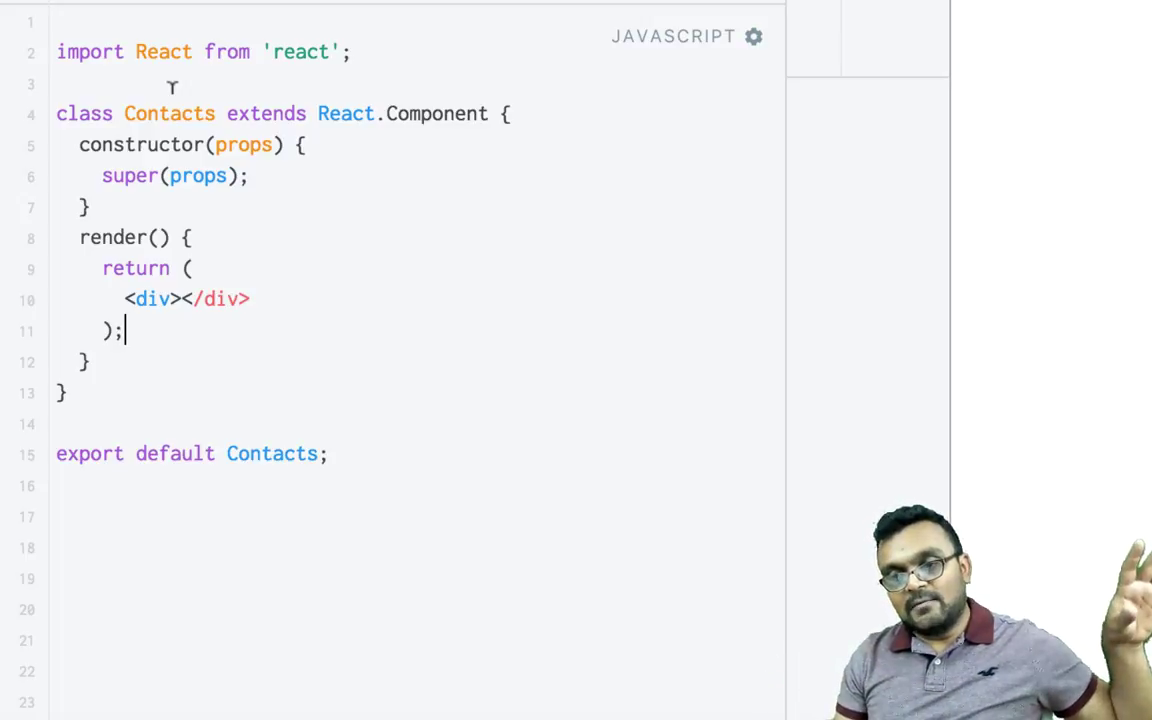 JAVASCRIPT
1
2 import React from 'react';
3
4 class Contacts extends React.Component {
5 constructor(props) {
6 super(props);
7 }
8 render() {
9 return (
10 <div></div>
11 );
12 }
13 }
14
15 export default Contacts;
16
17
18
19
20
21
22
23